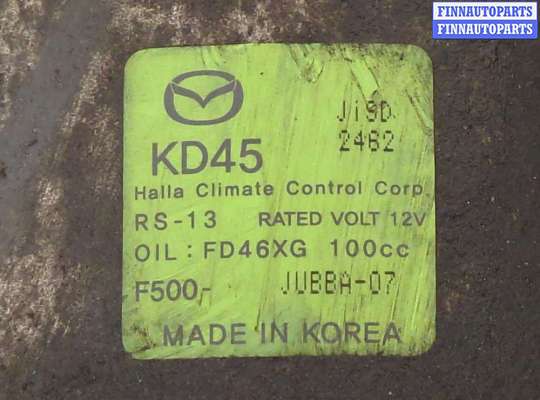 FINNAUTOPARTS
FINNAUTOPARTS
JiSD
KD45
2462
Halla Climate Control Corp.
RS-13 RATED VOLT 12V
OIL : FD46XG 100cc
F500,- JUBBA-07
MADE IN KOREA